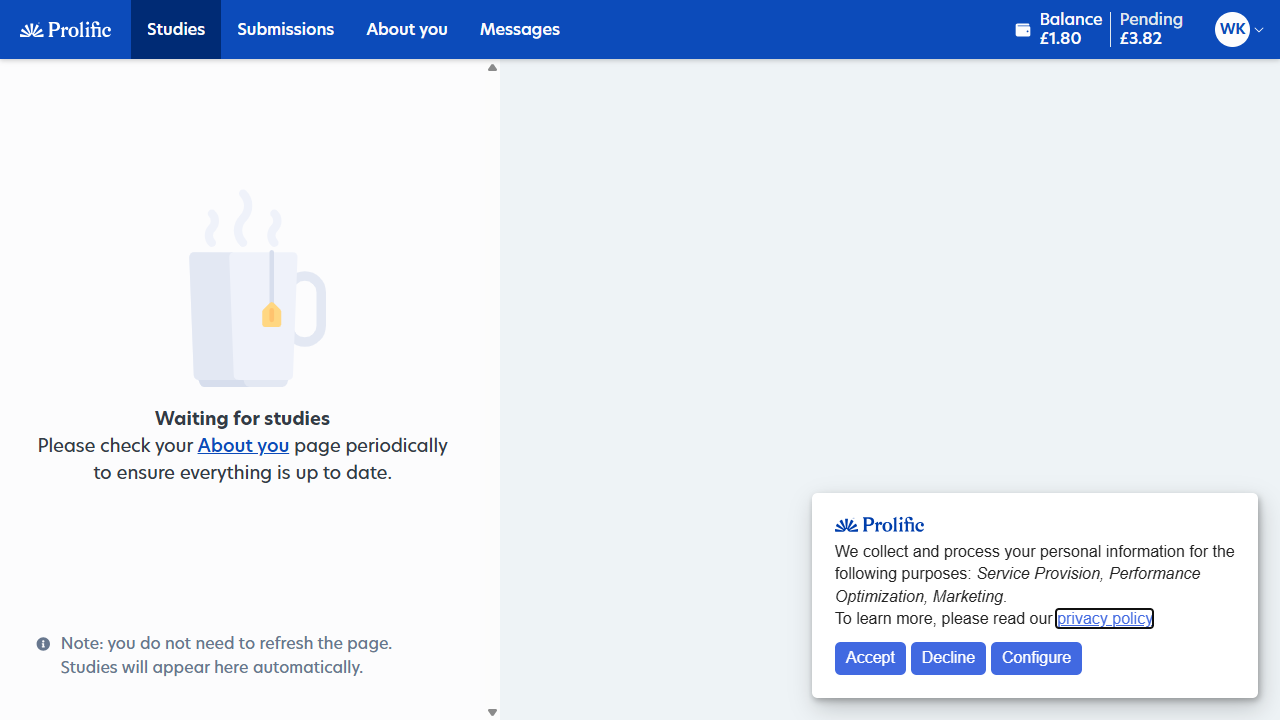 Prolific
Studies
Submissions
About you
Messages
Balance
£1.80
Pending
£3.82
WK
Waiting for studies
Please check your About you page periodically
to ensure everything is up to date.
Note: you do not need to refresh the page.
Studies will appear here automatically.
Prolific
We collect and process your personal information for the
following purposes: Service Provision, Performance
Optimization, Marketing.
To learn more, please read our privacy policy.
Accept
Decline
Configure